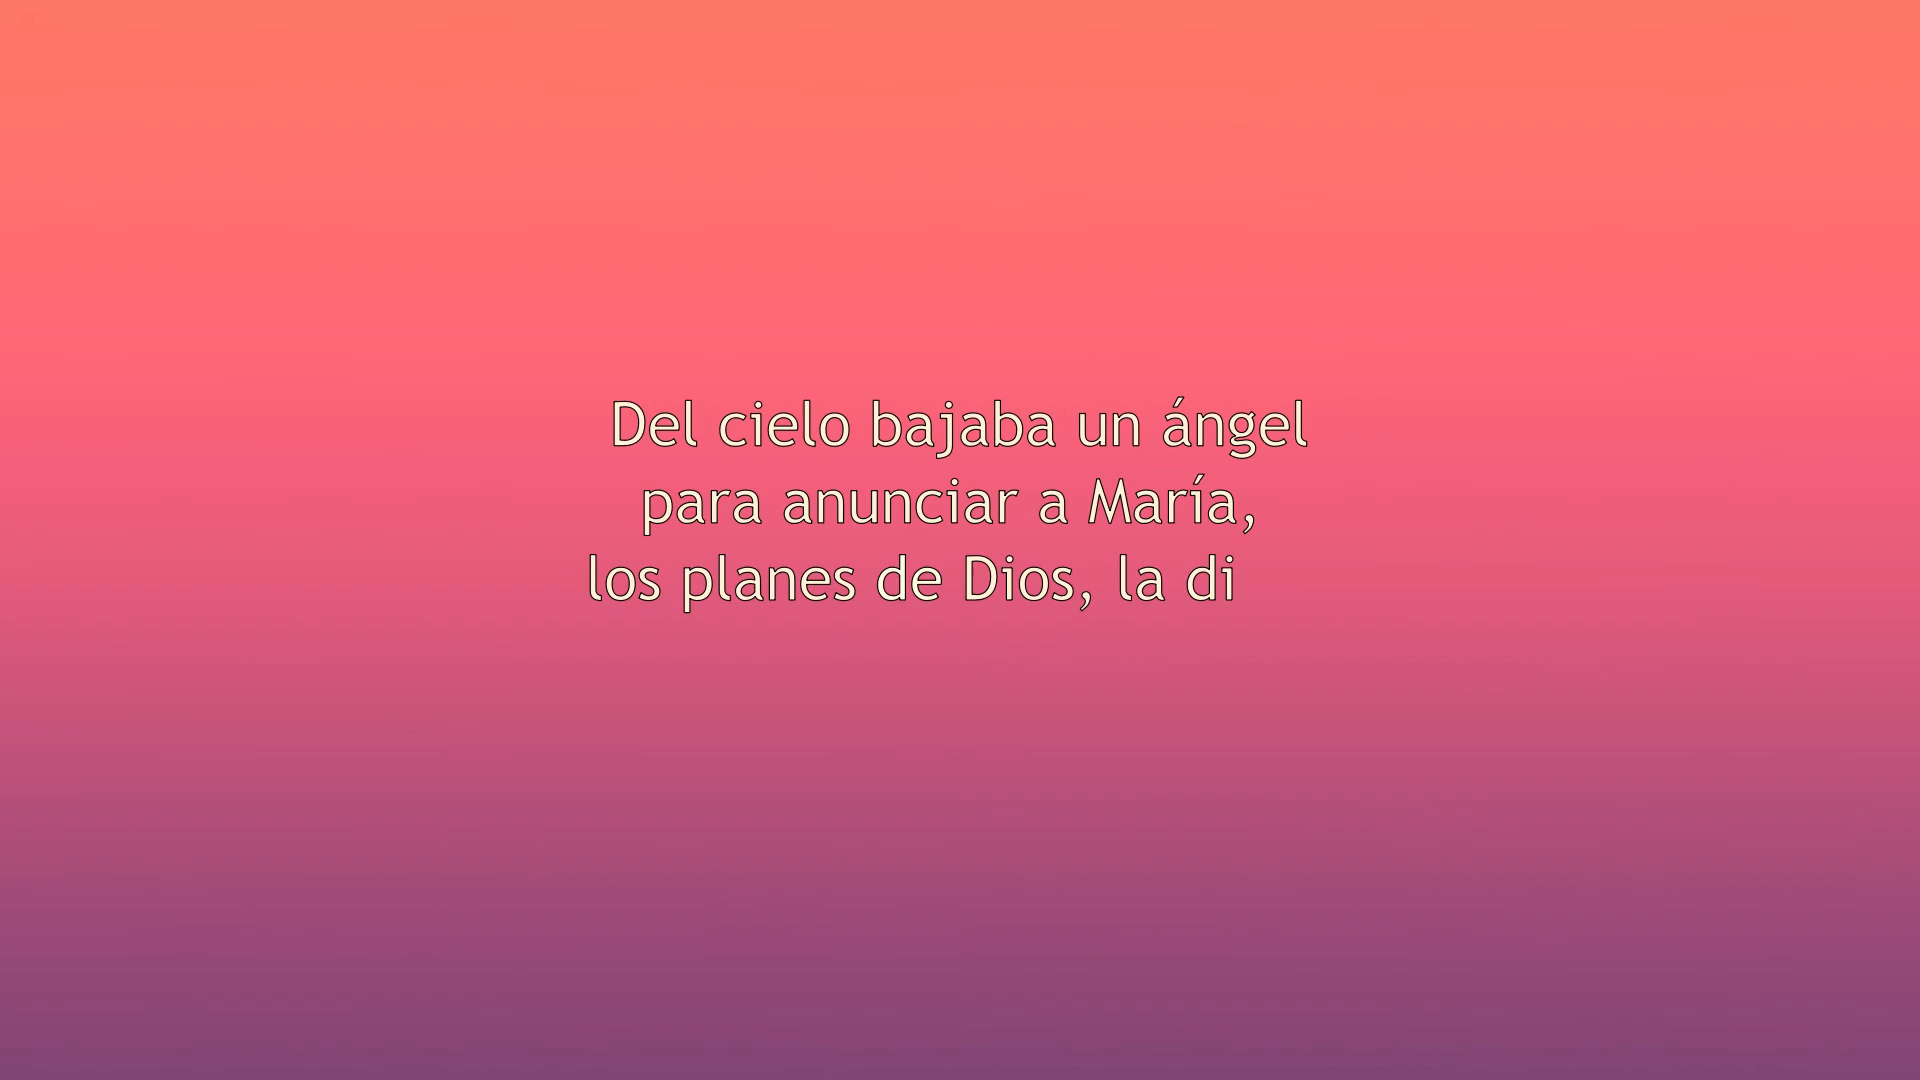 Del cielo bajaba un ángel
para anunciar a María,
los planes de Dios, la di